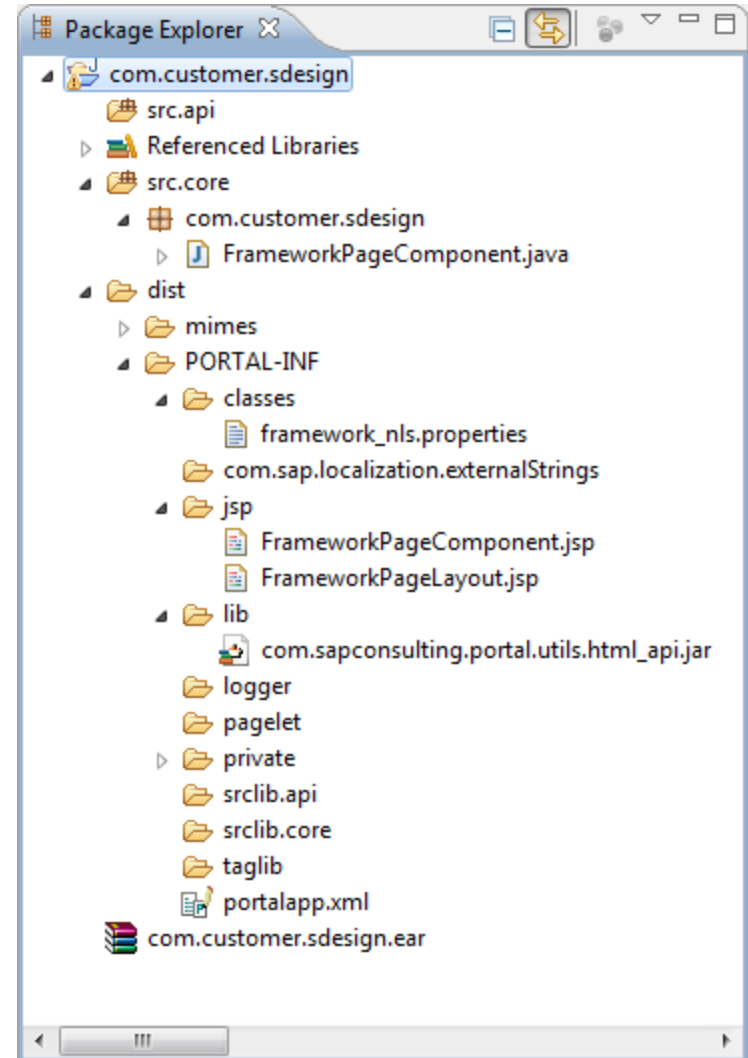 Package Explorer
com.customer.sdesign
src.api
Referenced Libraries
src.core
com.customer.sdesign
FrameworkPageComponent.java
dist
mimes
PORTAL-INF
classes
framework_nls.properties
com.sap.localization.externalStrings
jsp
FrameworkPageComponent.jsp
FrameworkPageLayout.jsp
lib
com.sapconsulting.portal.utils.html_api.jar
logger
pagelet
private
srclib.api
srclib.core
taglib
portalapp.xml
com.customer.sdesign.ear